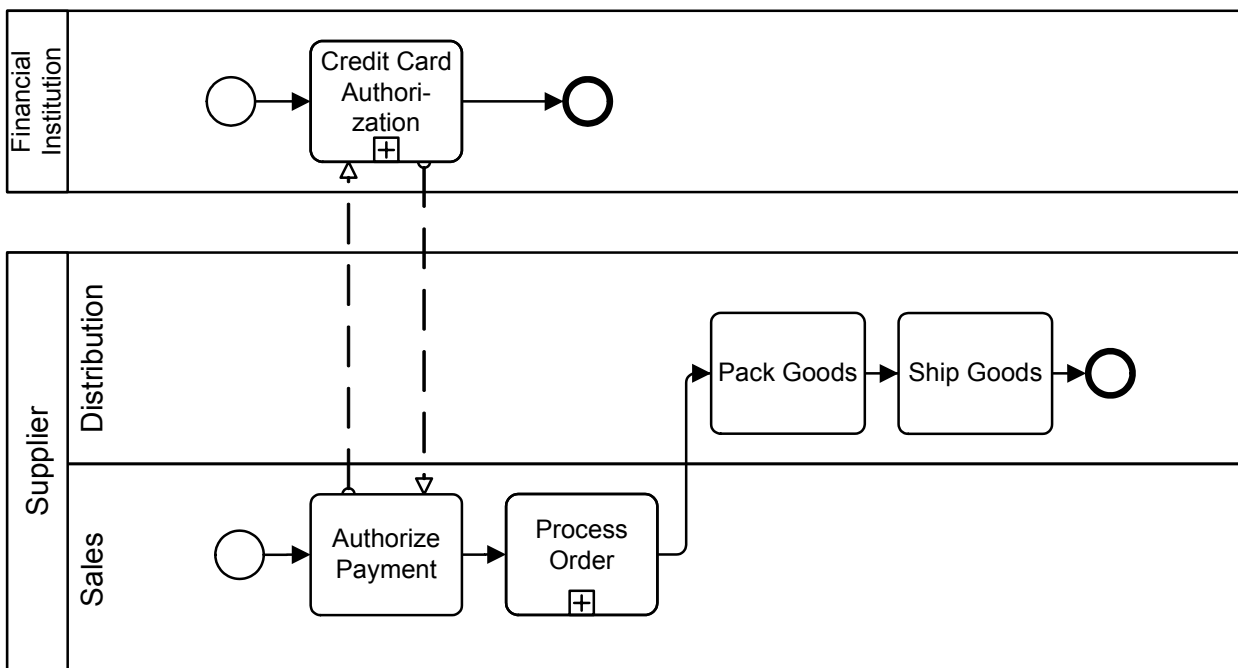 Financial
Institution
Credit Card
Authori-
zation
Supplier
Distribution
Pack Goods
Ship Goods
Sales
Authorize
Payment
Process
Order